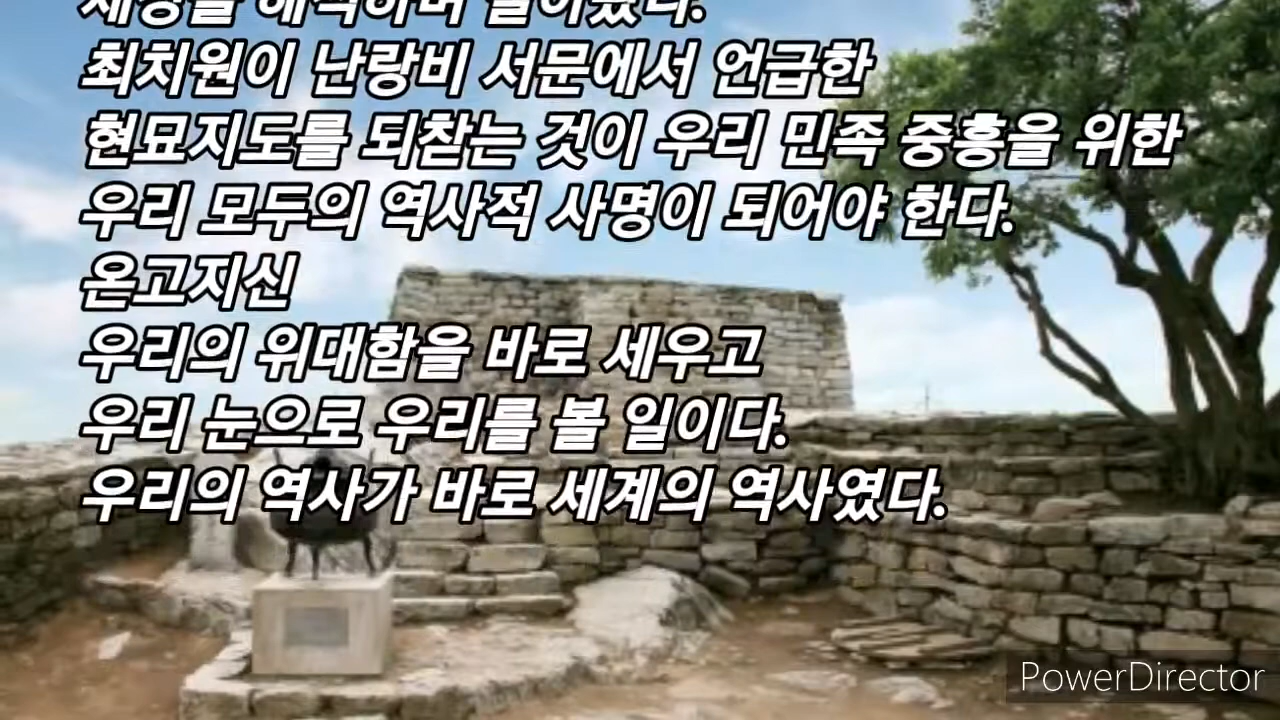 최치원이 난랑비 서문에서 언급한
현묘지도를 되찾는 것이 우리 민족 중흥을 위한
우리 모두의 역사적 사명이 되어야 한다.
온고지신
우리의 위대함을 바로 세우고
우리 눈으로 우리를 볼 일이다.
우리의 역사가 바로 세계의 역사였다.
PowerDirector